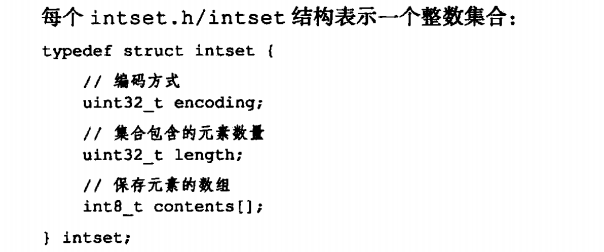 每个 intset.h/intset 结构表示一个整数集合：
typedef struct intset {
// 编码方式
uint32_t encoding;
// 集合包含的元素数量
uint32_t length;
// 保存元素的数组
int8_t contents[];
} intset;